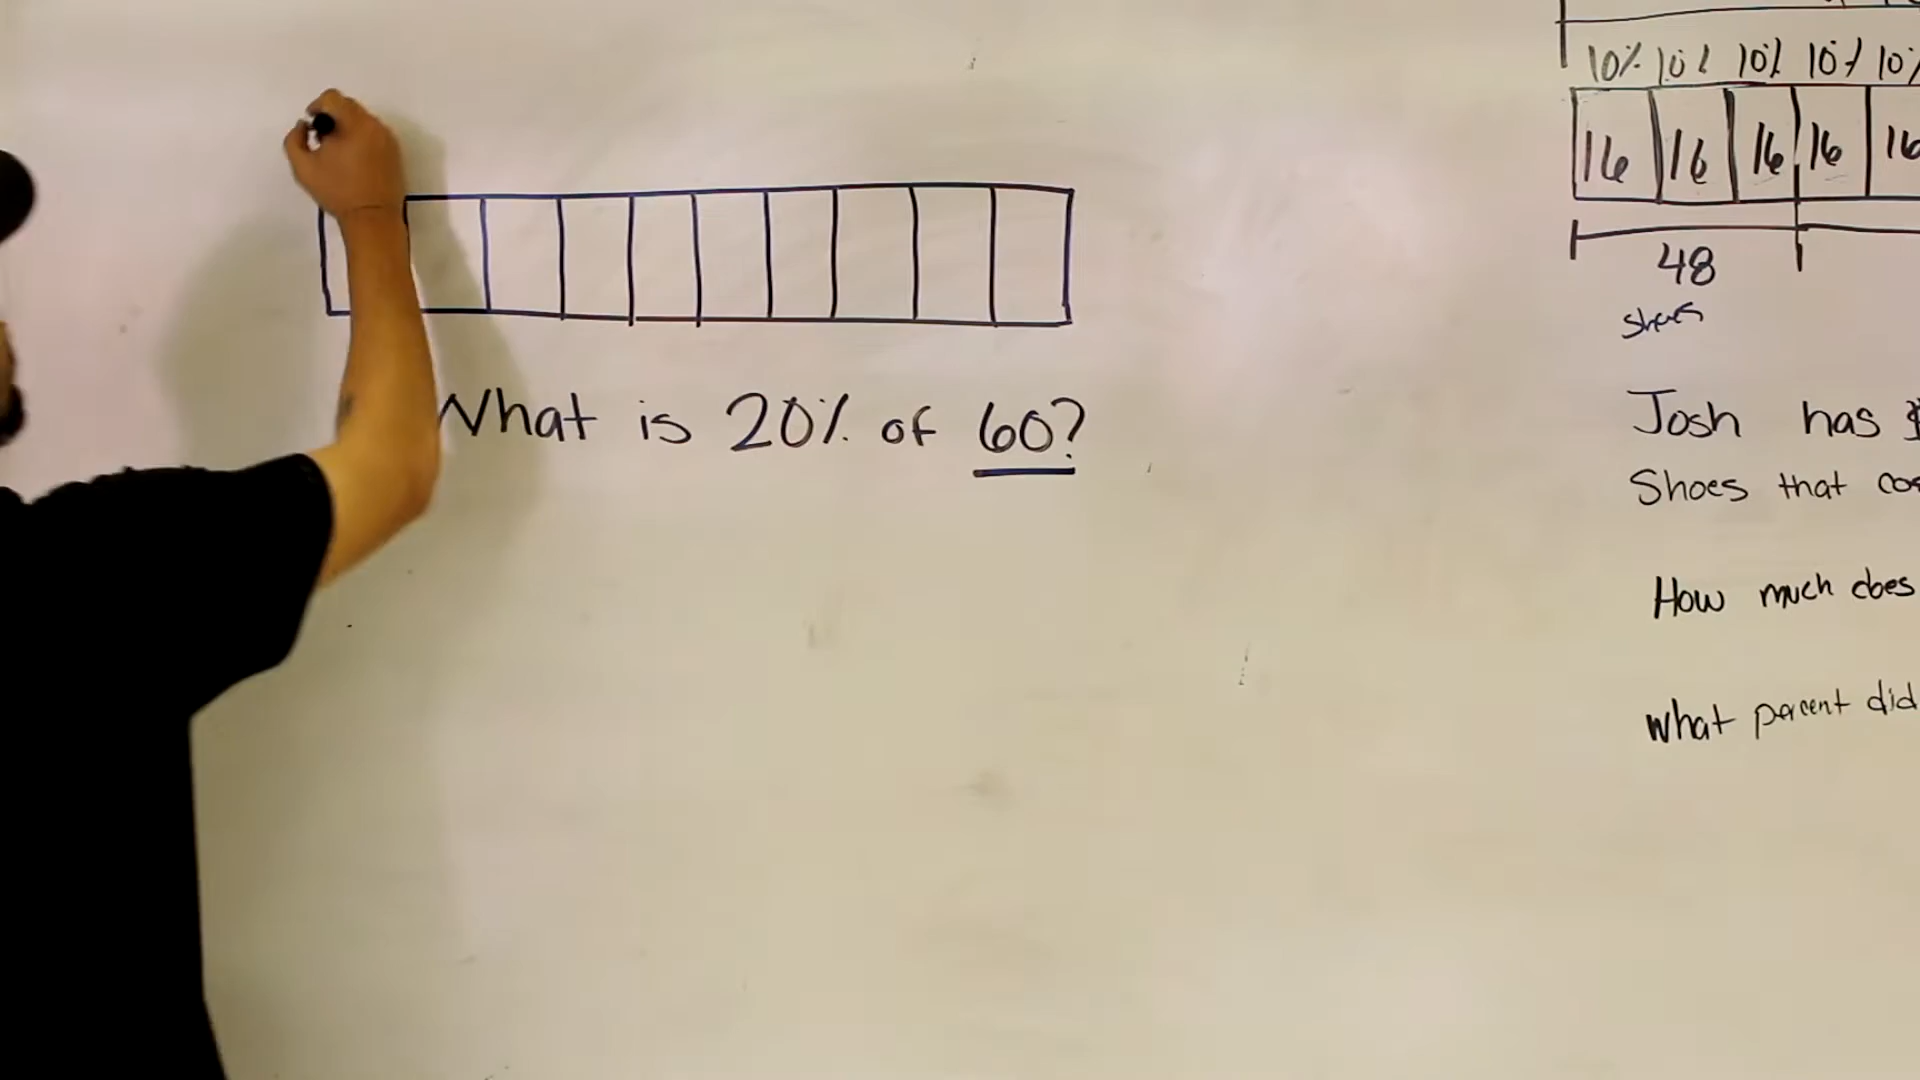 What is 20% of 60?
10% 10% 10% 10% 10%
16 16 16 16 16
48
shoes
Josh has $
Shoes that cos
How much does
what percent did